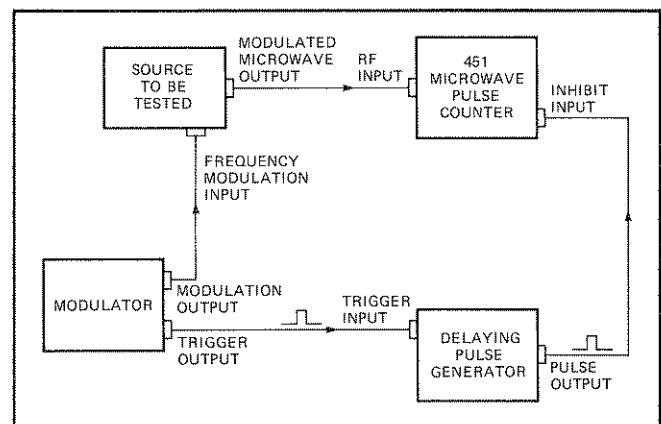 SOURCE
TO BE
TESTED
MODULATED
MICROWAVE
OUTPUT
RF
INPUT
451
MICROWAVE
PULSE
COUNTER
INHIBIT
INPUT
FREQUENCY
MODULATION
INPUT
MODULATOR
MODULATION
OUTPUT
TRIGGER
OUTPUT
TRIGGER
INPUT
DELAYING
PULSE
GENERATOR
PULSE
OUTPUT